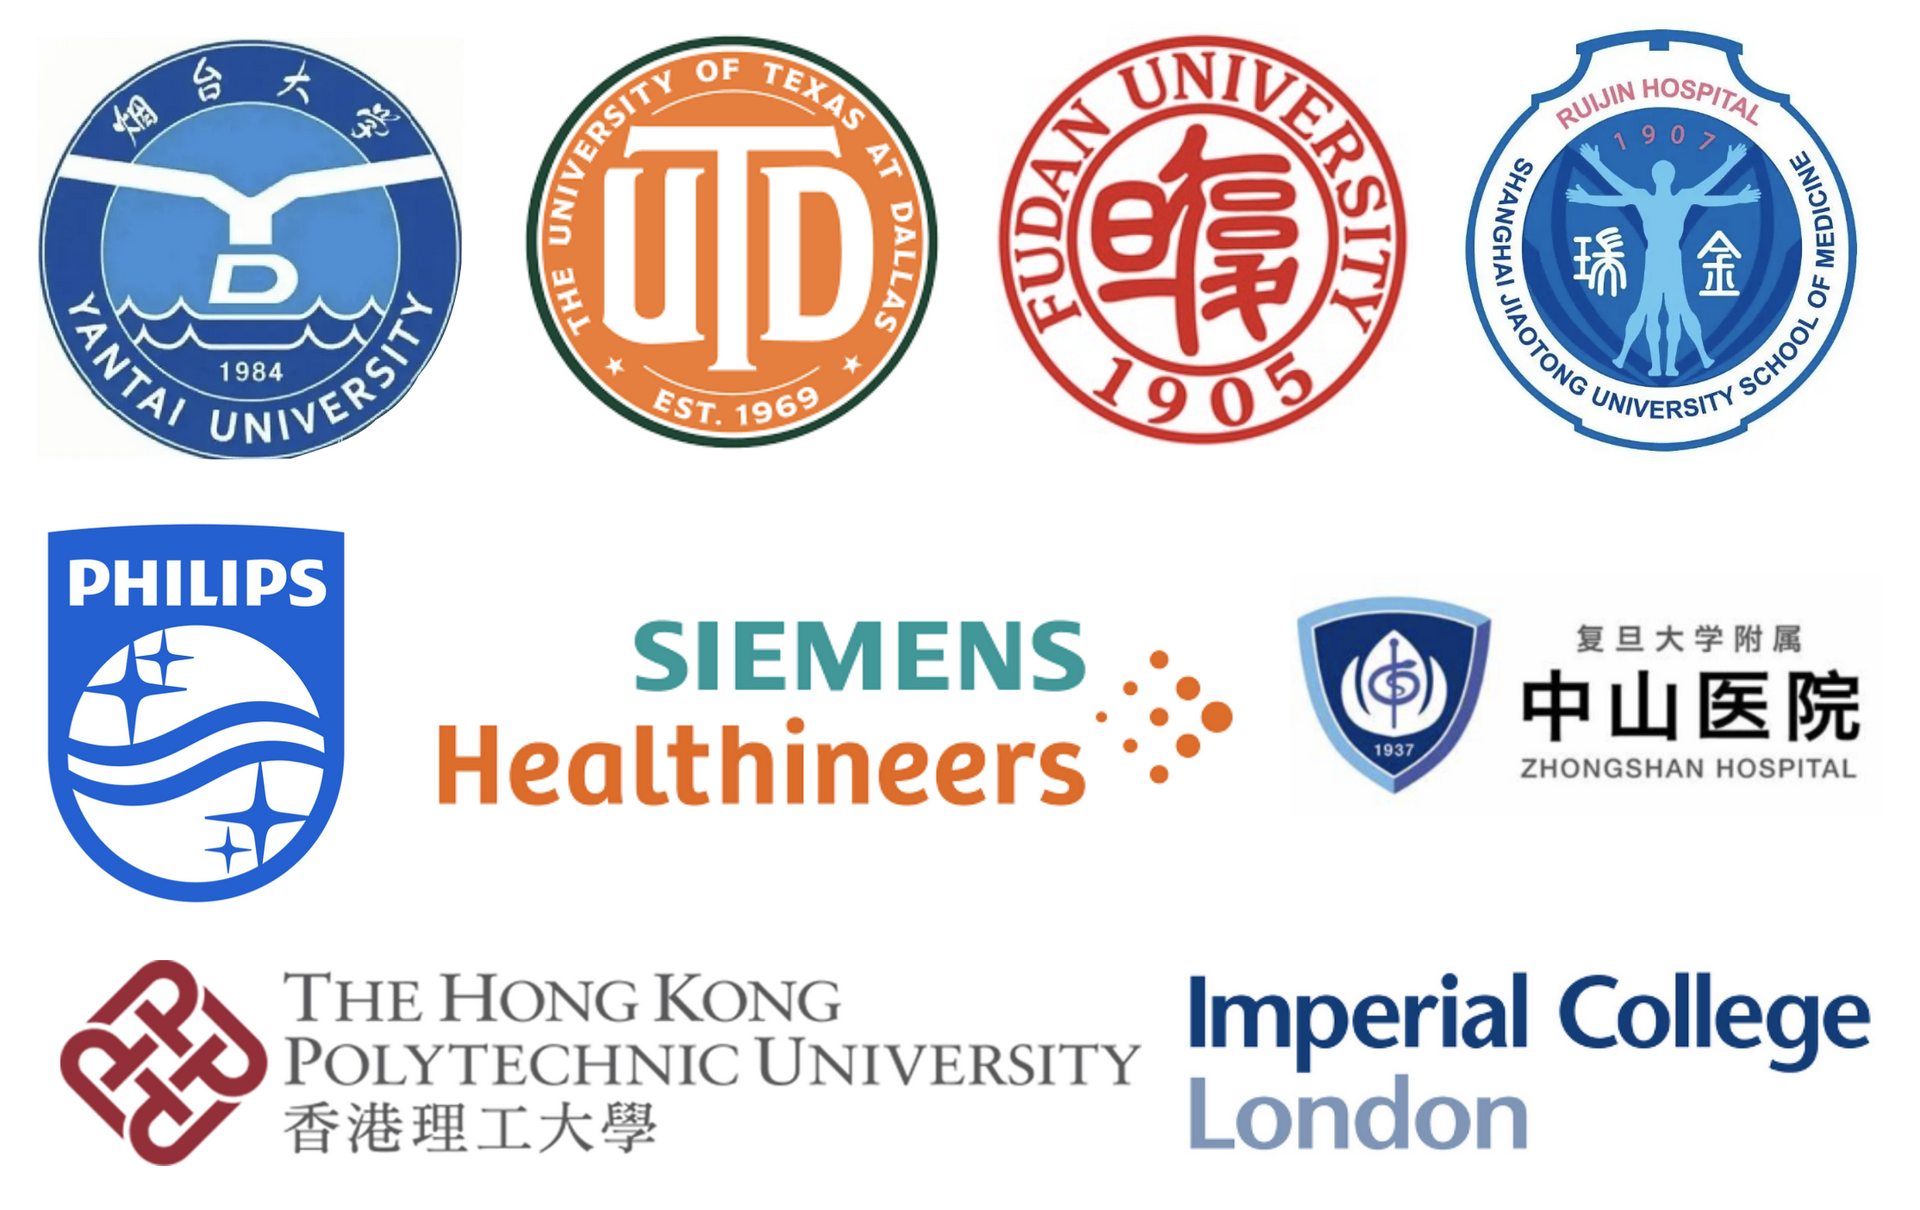 烟台大学
YD
1984
YANTAI UNIVERSITY
THE UNIVERSITY OF TEXAS AT DALLAS
UTD
EST. 1969
FUDAN UNIVERSITY
復旦
1905
RUIJIN HOSPITAL
1907
瑞金
SHANGHAI JIAOTONG UNIVERSITY SCHOOL OF MEDICINE
PHILIPS
SIEMENS
Healthineers
1937
复旦大学附属
中山医院
ZHONGSHAN HOSPITAL
THE HONG KONG
POLYTECHNIC UNIVERSITY
香港理工大學
Imperial College
London